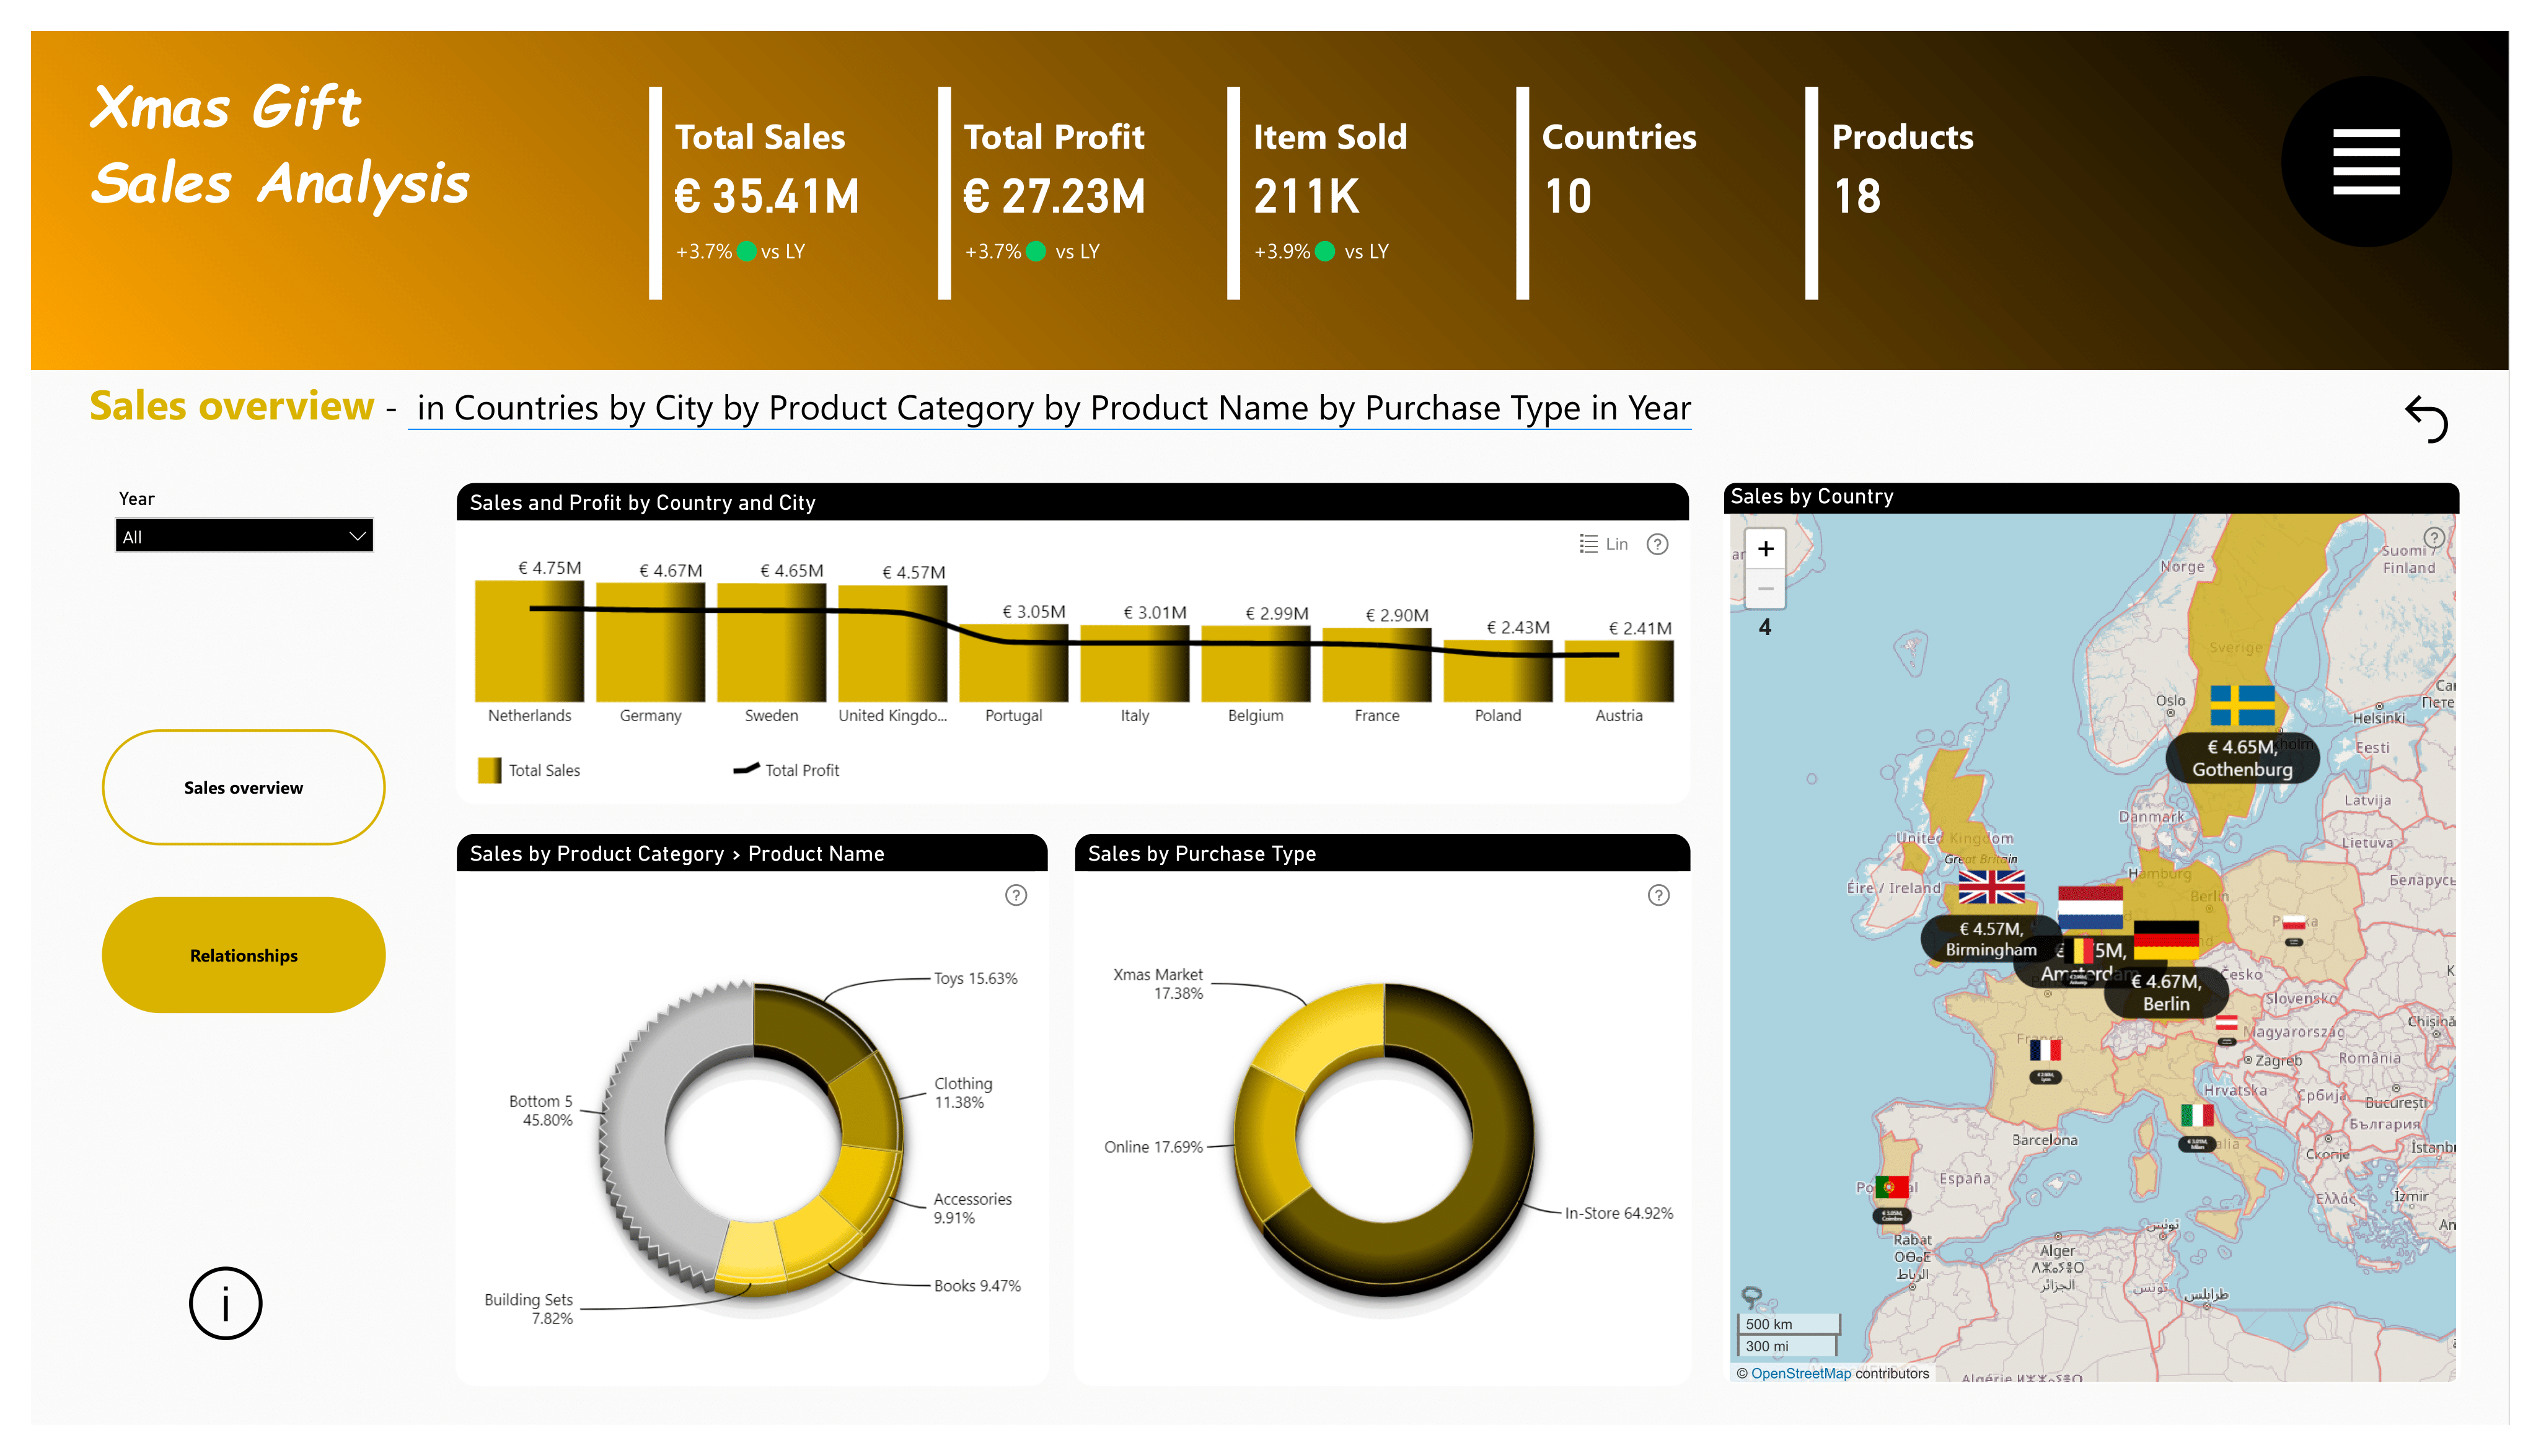 Xmas Gift
Sales Analysis
Total Sales
€ 35.41M
+3.7% vs LY
Total Profit
€ 27.23M
+3.7% vs LY
Item Sold
211K
+3.9% vs LY
Countries
10
Products
18
Sales overview - in Countries by City by Product Category by Product Name by Purchase Type in Year
Year
All
Sales overview
Relationships
i
Sales and Profit by Country and City
Lin
?
€ 4.75M
€ 4.67M
€ 4.65M
€ 4.57M
€ 3.05M
€ 3.01M
€ 2.99M
€ 2.90M
€ 2.43M
€ 2.41M
Netherlands
Germany
Sweden
United Kingdo...
Portugal
Italy
Belgium
France
Poland
Austria
Total Sales
Total Profit
Sales by Product Category > Product Name
?
Toys 15.63%
Clothing
11.38%
Accessories
9.91%
Books 9.47%
Building Sets
7.82%
Bottom 5
45.80%
Sales by Purchase Type
?
Xmas Market
17.38%
Online 17.69%
In-Store 64.92%
Sales by Country
+
−
4
?
Norge
Suomi /
Finland
Sverige
Oslo
Helsinki
€ 4.65M,
Gothenburg
Eesti
Latvija
Danmark
Lietuva
United Kingdom
Great Britain
Éire / Ireland
Hamburg
Berlin
€ 4.57M,
Birmingham
5M,
Amsterdam
€ 4.67M,
Berlin
Česko
Slovensko
Magyarország
France
Zagreb
România
Hrvatska
Србија
București
България
Barcelona
Скопје
España
Ελλάς
İzmir
Rabat
ⵔⴱⴰⵟ
الرباط
Alger
الجزائر
تونس
تونس
طرابلس
500 km
300 mi
© OpenStreetMap contributors